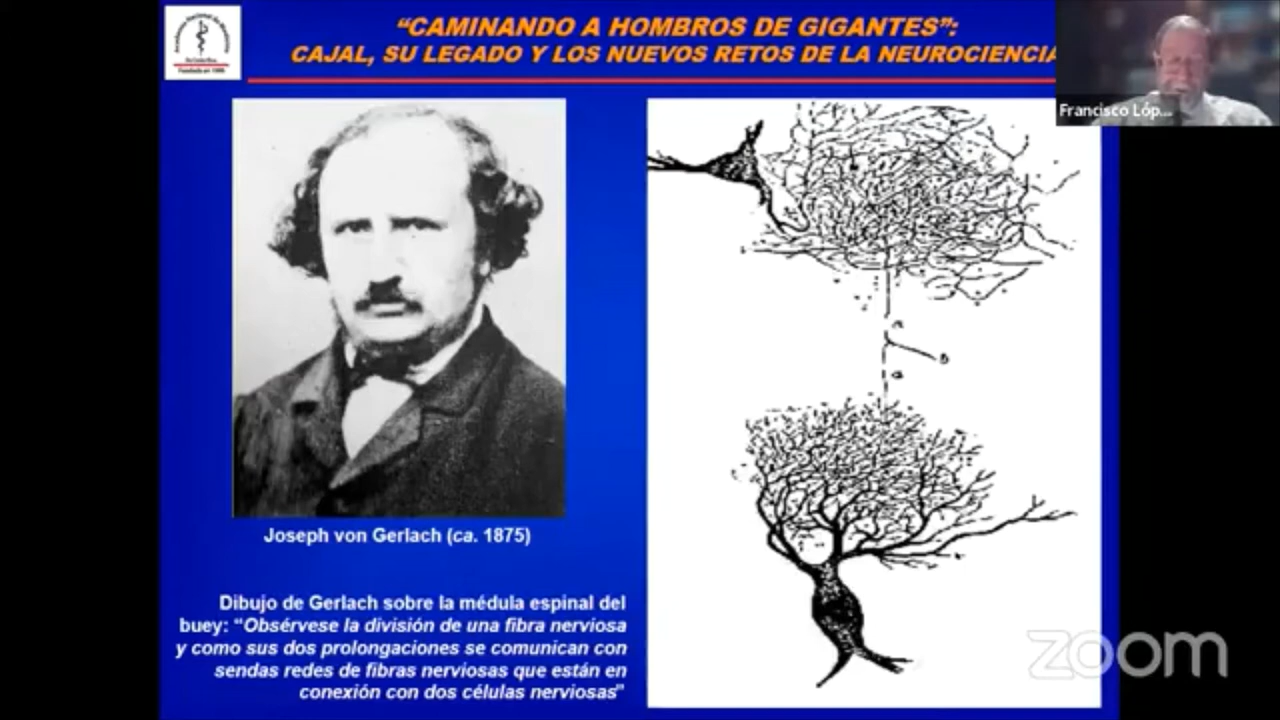 “CAMINANDO A HOMBROS DE GIGANTES”:
CAJAL, SU LEGADO Y LOS NUEVOS RETOS DE LA NEUROCIENCIA
Francisco Lóp...
Joseph von Gerlach (ca. 1875)
Dibujo de Gerlach sobre la médula espinal del
buey: “Obsérvese la división de una fibra nerviosa
y como sus dos prolongaciones se comunican con
sendas redes de fibras nerviosas que están en
conexión con dos células nerviosas”
zoom